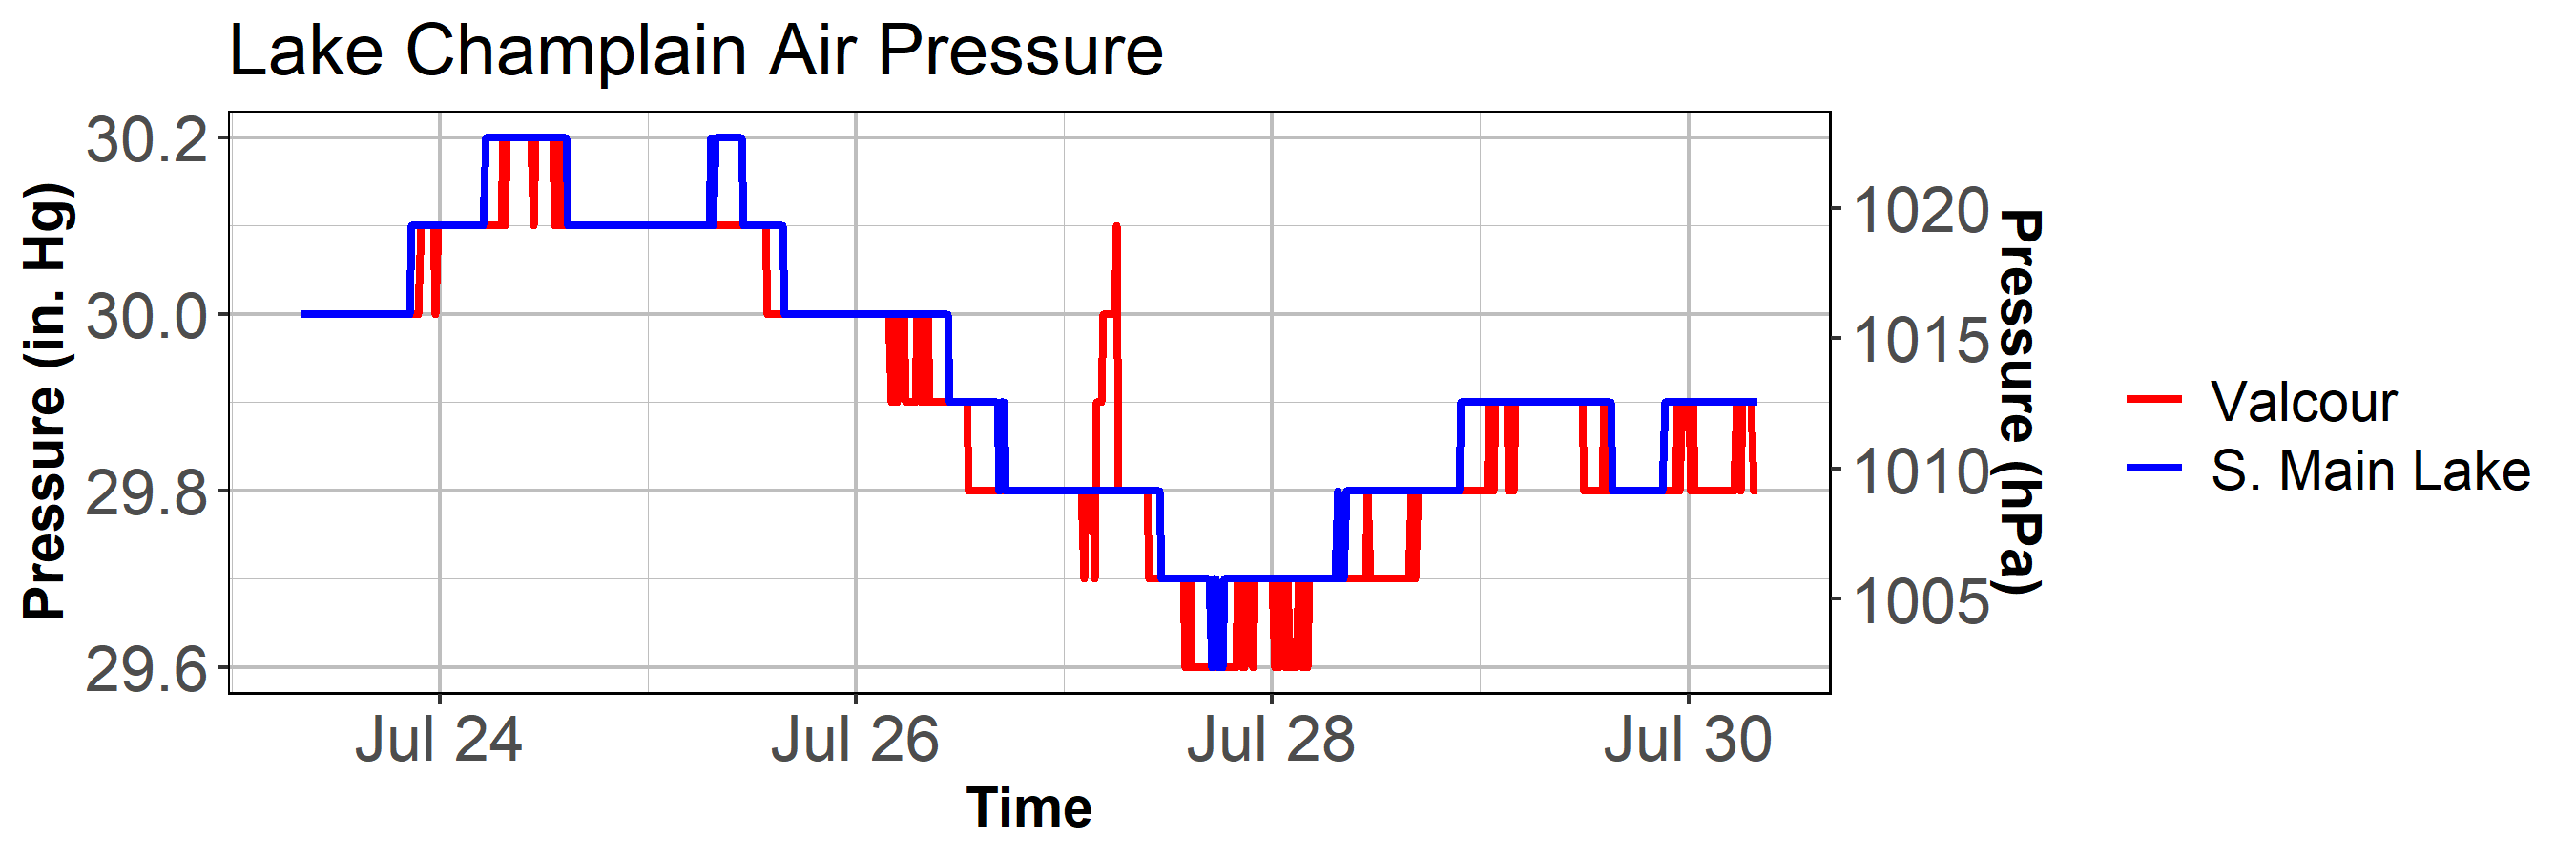 Lake Champlain Air Pressure
Pressure (in. Hg)
30.2
30.0
29.8
29.6
Jul 24
Jul 26
Jul 28
Jul 30
Time
1020
1015
1010
1005
Pressure (hPa)
Valcour
S. Main Lake